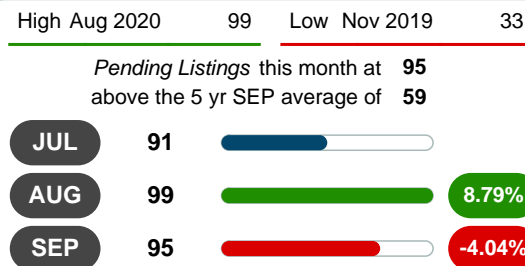 High Aug 2020 99 Low Nov 2019 33
Pending Listings this month at 95
above the 5 yr SEP average of 59
JUL 91
AUG 99 8.79%
SEP 95 -4.04%